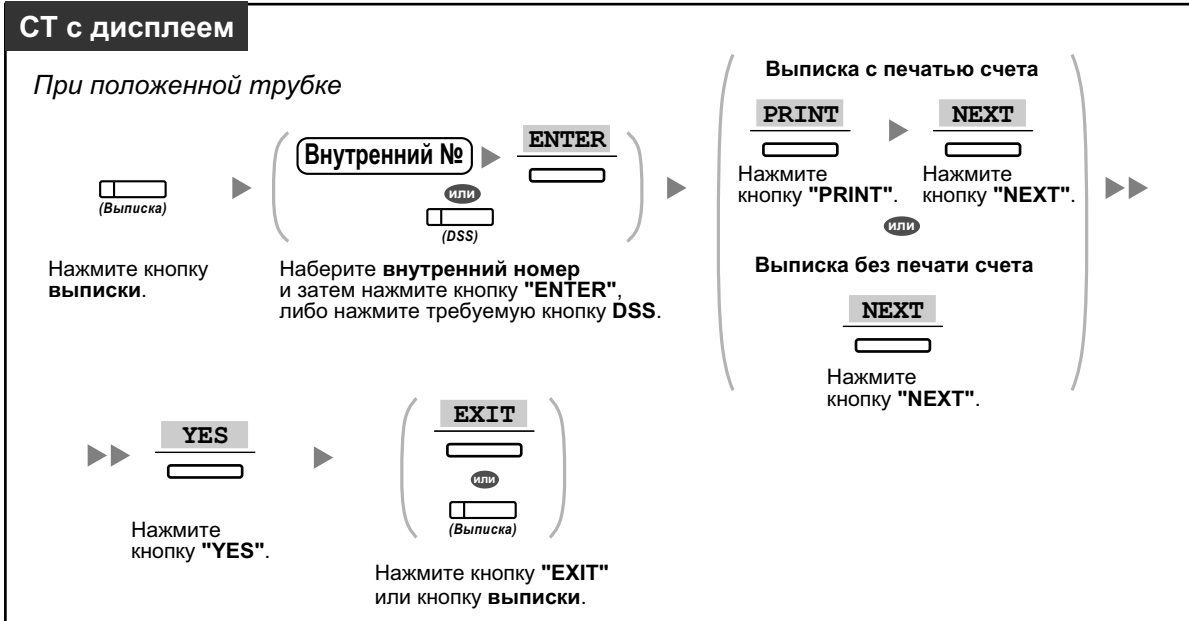 СТ с дисплеем
При положенной трубке
(Выписка)
Нажмите кнопку
выписки.
Внутренний №
ENTER
или
(DSS)
Наберите внутренний номер
и затем нажмите кнопку "ENTER",
либо нажмите требуемую кнопку DSS.
Выписка с печатью счета
PRINT
NEXT
Нажмите
кнопку "PRINT".
Нажмите
кнопку "NEXT".
или
Выписка без печати счета
NEXT
Нажмите
кнопку "NEXT".
YES
Нажмите
кнопку "YES".
EXIT
или
(Выписка)
Нажмите кнопку "EXIT"
или кнопку выписки.